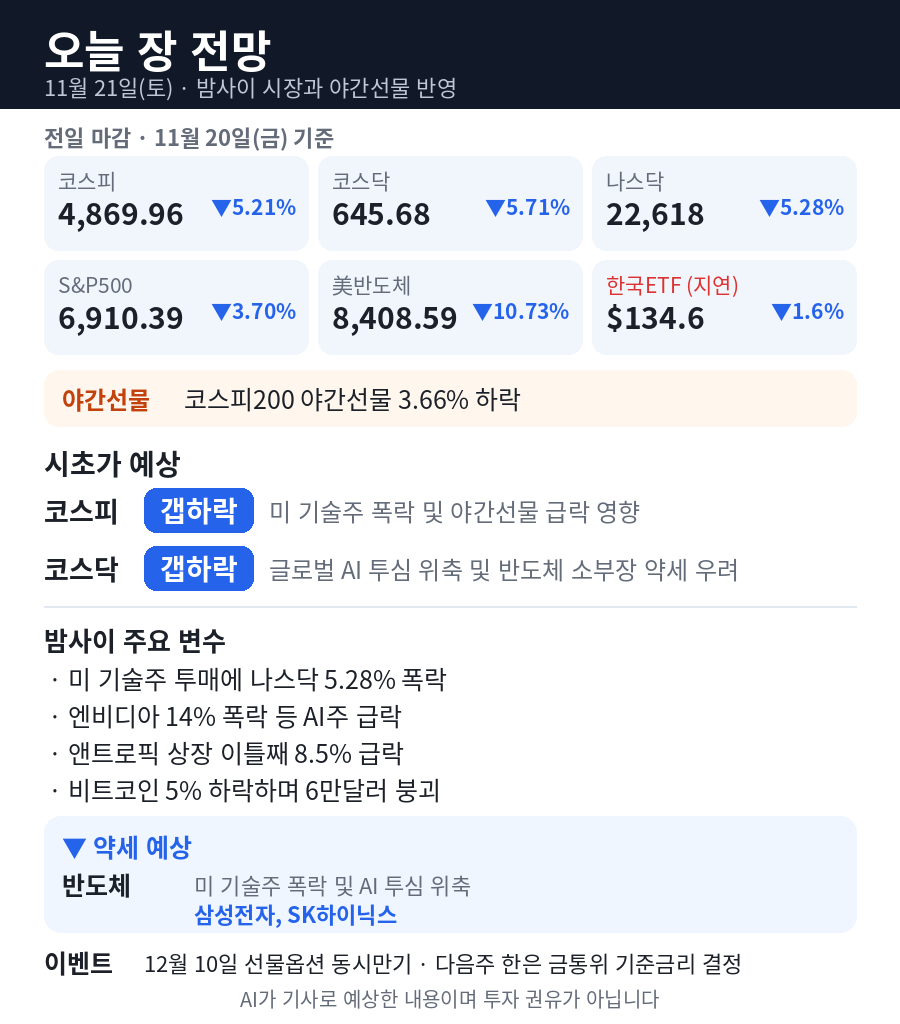 오늘 장 전망
11월 21일(토) · 밤사이 시장과 야간선물 반영
전일 마감 · 11월 20일(금) 기준
코스피
4,869.96 ▼5.21%
코스닥
645.68 ▼5.71%
나스닥
22,618 ▼5.28%
S&P500
6,910.39 ▼3.70%
美반도체
8,408.59 ▼10.73%
한국ETF (지연)
$134.6 ▼1.6%
야간선물 코스피200 야간선물 3.66% 하락
시초가 예상
코스피 갭하락 미 기술주 폭락 및 야간선물 급락 영향
코스닥 갭하락 글로벌 AI 투심 위축 및 반도체 소부장 약세 우려
밤사이 주요 변수
· 미 기술주 투매에 나스닥 5.28% 폭락
· 엔비디아 14% 폭락 등 AI주 급락
· 앤트로픽 상장 이틀째 8.5% 급락
· 비트코인 5% 하락하며 6만달러 붕괴
▼ 약세 예상
반도체 미 기술주 폭락 및 AI 투심 위축
삼성전자, SK하이닉스
이벤트 12월 10일 선물옵션 동시만기 · 다음주 한은 금통위 기준금리 결정
AI가 기사로 예상한 내용이며 투자 권유가 아닙니다